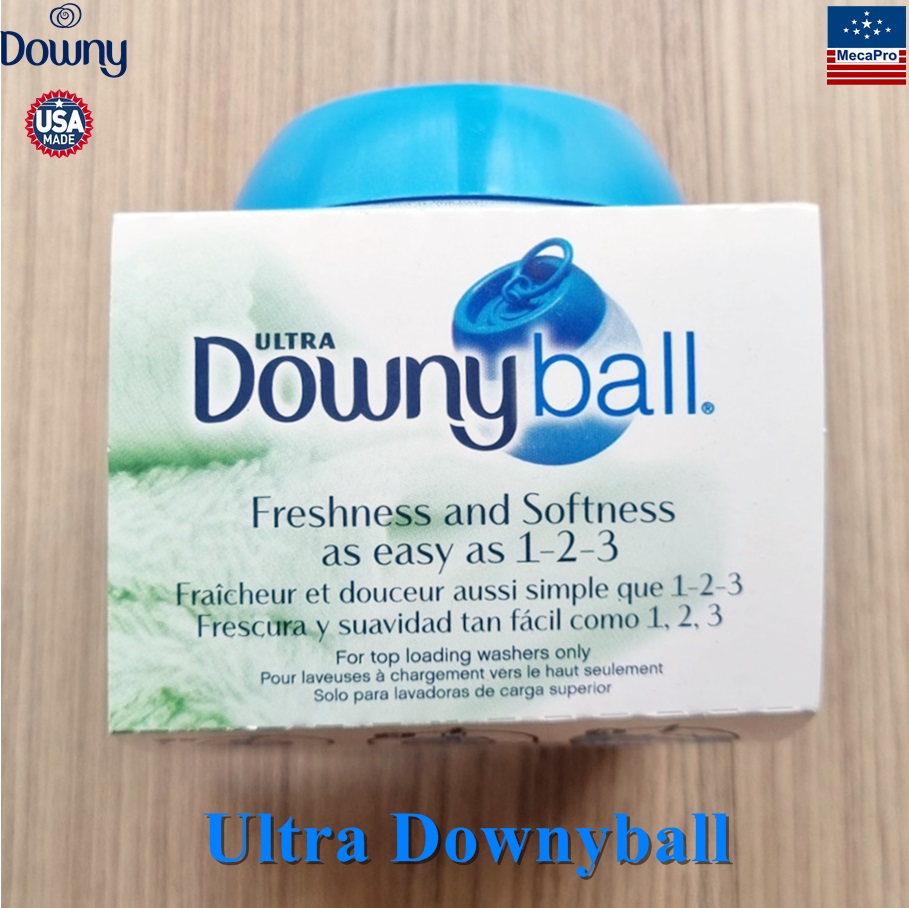 Downy
MecaPro
USA
MADE
ULTRA
Downy ball®
Freshness and Softness
as easy as 1-2-3
Fraîcheur et douceur aussi simple que 1-2-3
Frescura y suavidad tan fácil como 1, 2, 3
For top loading washers only
Pour laveuses à chargement vers le haut seulement
Solo para lavadoras de carga superior
Ultra Downyball